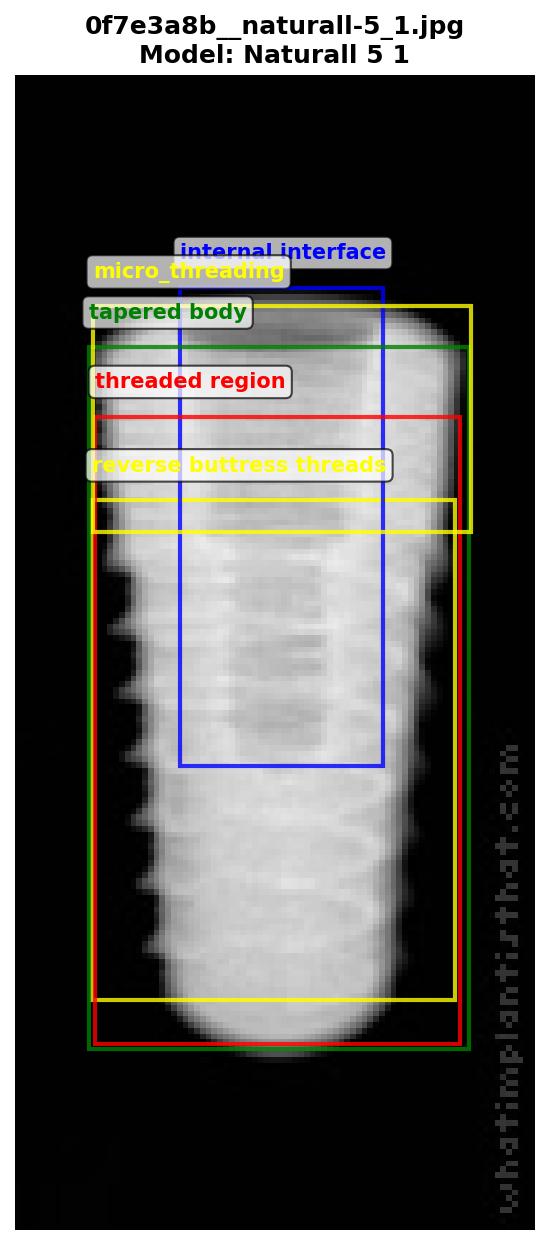 0f7e3a8b__naturall-5_1.jpg
Model: Naturall 5 1
internal interface
micro_threading
tapered body
threaded region
reverse buttress threads
whatimplantisthat.com